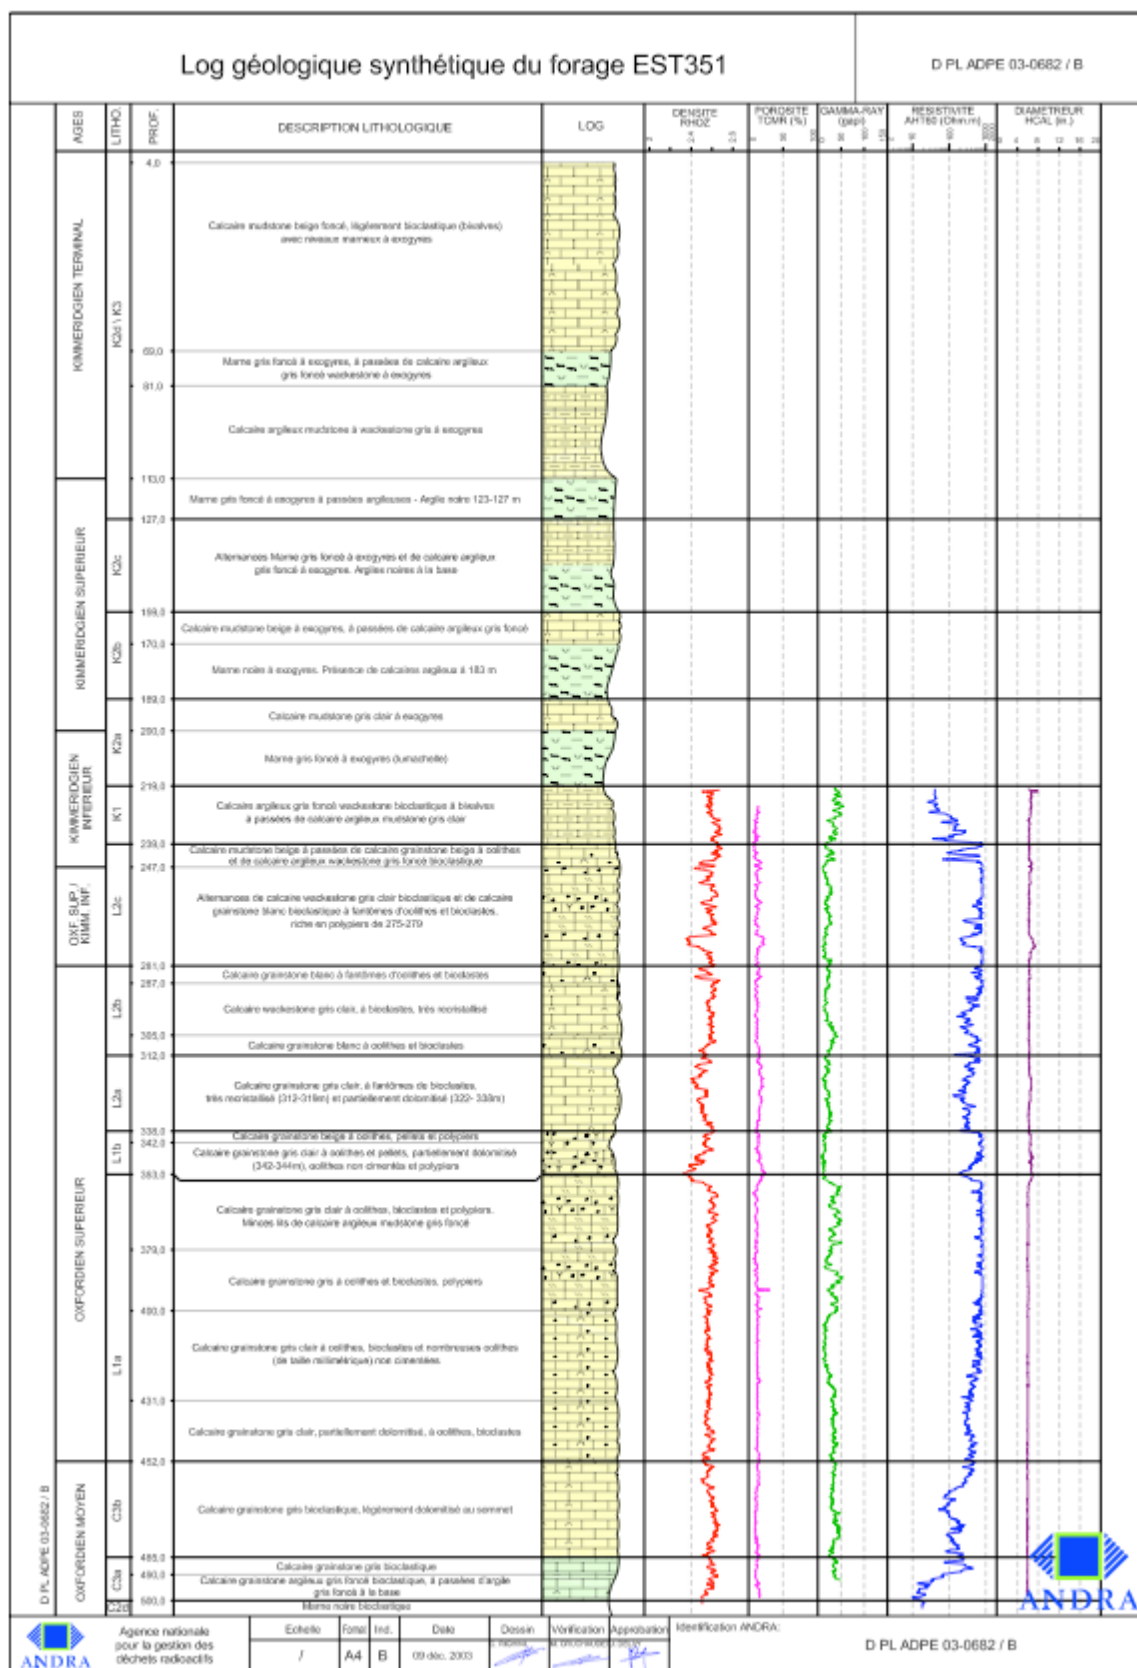 Log géologique synthétique du forage EST351
D PL ADPE 03-0682 / B
AGES
LITHO.
PROF.
DESCRIPTION LITHOLOGIQUE
LOG
DENSITE
RHOZ
POROSITE
TCMR (%)
GAMMA-RAY
(gapi)
RESISTIVITE
AHT60 (Ohm.m)
DIAMETREUR
HCAL (in.)
KIMMERIDGIEN TERMINAL
K2d \ K3
4,0
Calcaire mudstone beige foncé, légèrement bioclastique (bivalves)
avec niveaux marneux à exogyres
69,0
Marne gris foncé à exogyres, à passées de calcaire argileux
gris foncé wackestone à exogyres
81,0
Calcaire argileux mudstone à wackestone gris à exogyres
113,0
KIMMERIDGIEN SUPERIEUR
Marne gris foncé à exogyres à passées argileuses - Argile noire 123-127 m
127,0
K2c
Alternances Marne gris foncé à exogyres et de calcaire argileux
gris foncé à exogyres. Argiles noires à la base
159,0
K2b
Calcaire mudstone beige à exogyres, à passées de calcaire argileux gris foncé
170,0
Marne noire à exogyres. Présence de calcaires argileux à 183 m
189,0
K2a
Calcaire mudstone gris clair à exogyres
200,0
KIMMERIDGIEN
INFERIEUR
Marne gris foncé à exogyres (lumachelle)
219,0
K1
Calcaire argileux gris foncé wackestone bioclastique à bivalves
à passées de calcaire argileux mudstone gris clair
239,0
Calcaire mudstone beige à passées de calcaire grainstone beige à oolithes
et de calcaire argileux wackestone gris foncé bioclastique
247,0
OXF. SUP. /
KIMM. INF.
L2c
Alternances de calcaire wackestone gris clair bioclastique et de calcaire
grainstone blanc bioclastique à fantômes d'oolithes et bioclastes,
riche en polypiers de 275-279
281,0
OXFORDIEN SUPERIEUR
L2b
Calcaire grainstone blanc à fantômes d'oolithes et bioclastes
287,0
Calcaire wackestone gris clair, à bioclastes, très recristallisé
305,0
Calcaire grainstone blanc à oolithes et bioclastes
312,0
L2a
Calcaire grainstone gris clair, à fantômes de bioclastes,
très recristallisé (312-319m) et partiellement dolomitisé (322- 338m)
338,0
L1b
Calcaire grainstone beige à oolithes, pellets et polypiers
342,0
Calcaire grainstone gris clair à oolithes et pellets, partiellement dolomitisé
(342-344m), oolithes non cimentés et polypiers
L1a
Calcaire grainstone gris clair à oolithes, bioclastes et polypiers.
Minces lits de calcaire argileux mudstone gris foncé
379,0
Calcaire grainstone gris à oolithes et bioclastes, polypiers
400,0
Calcaire grainstone gris clair à oolithes, bioclastes et nombreuses oolithes
(de taille millimétrique) non cimentées
431,0
Calcaire grainstone gris clair, partiellement dolomitisé, à oolithes, bioclastes
452,0
OXFORDIEN MOYEN
C3b
Calcaire grainstone gris bioclastique, légèrement dolomitisé au sommet
485,0
C3a
Calcaire grainstone gris bioclastique
490,0
Calcaire grainstone argileux gris foncé bioclastique, à passées d'argile
gris foncé à la base
500,0
C2d
Marne noire bioclastique
D PL ADPE 03-0682 / B
ANDRA
ANDRA
Agence nationale
pour la gestion des
déchets radioactifs
Echelle
/
Format
A4
Ind.
B
Date
09 déc. 2003
Dessin
Vérification
Approbation
Identification ANDRA:
D PL ADPE 03-0682 / B